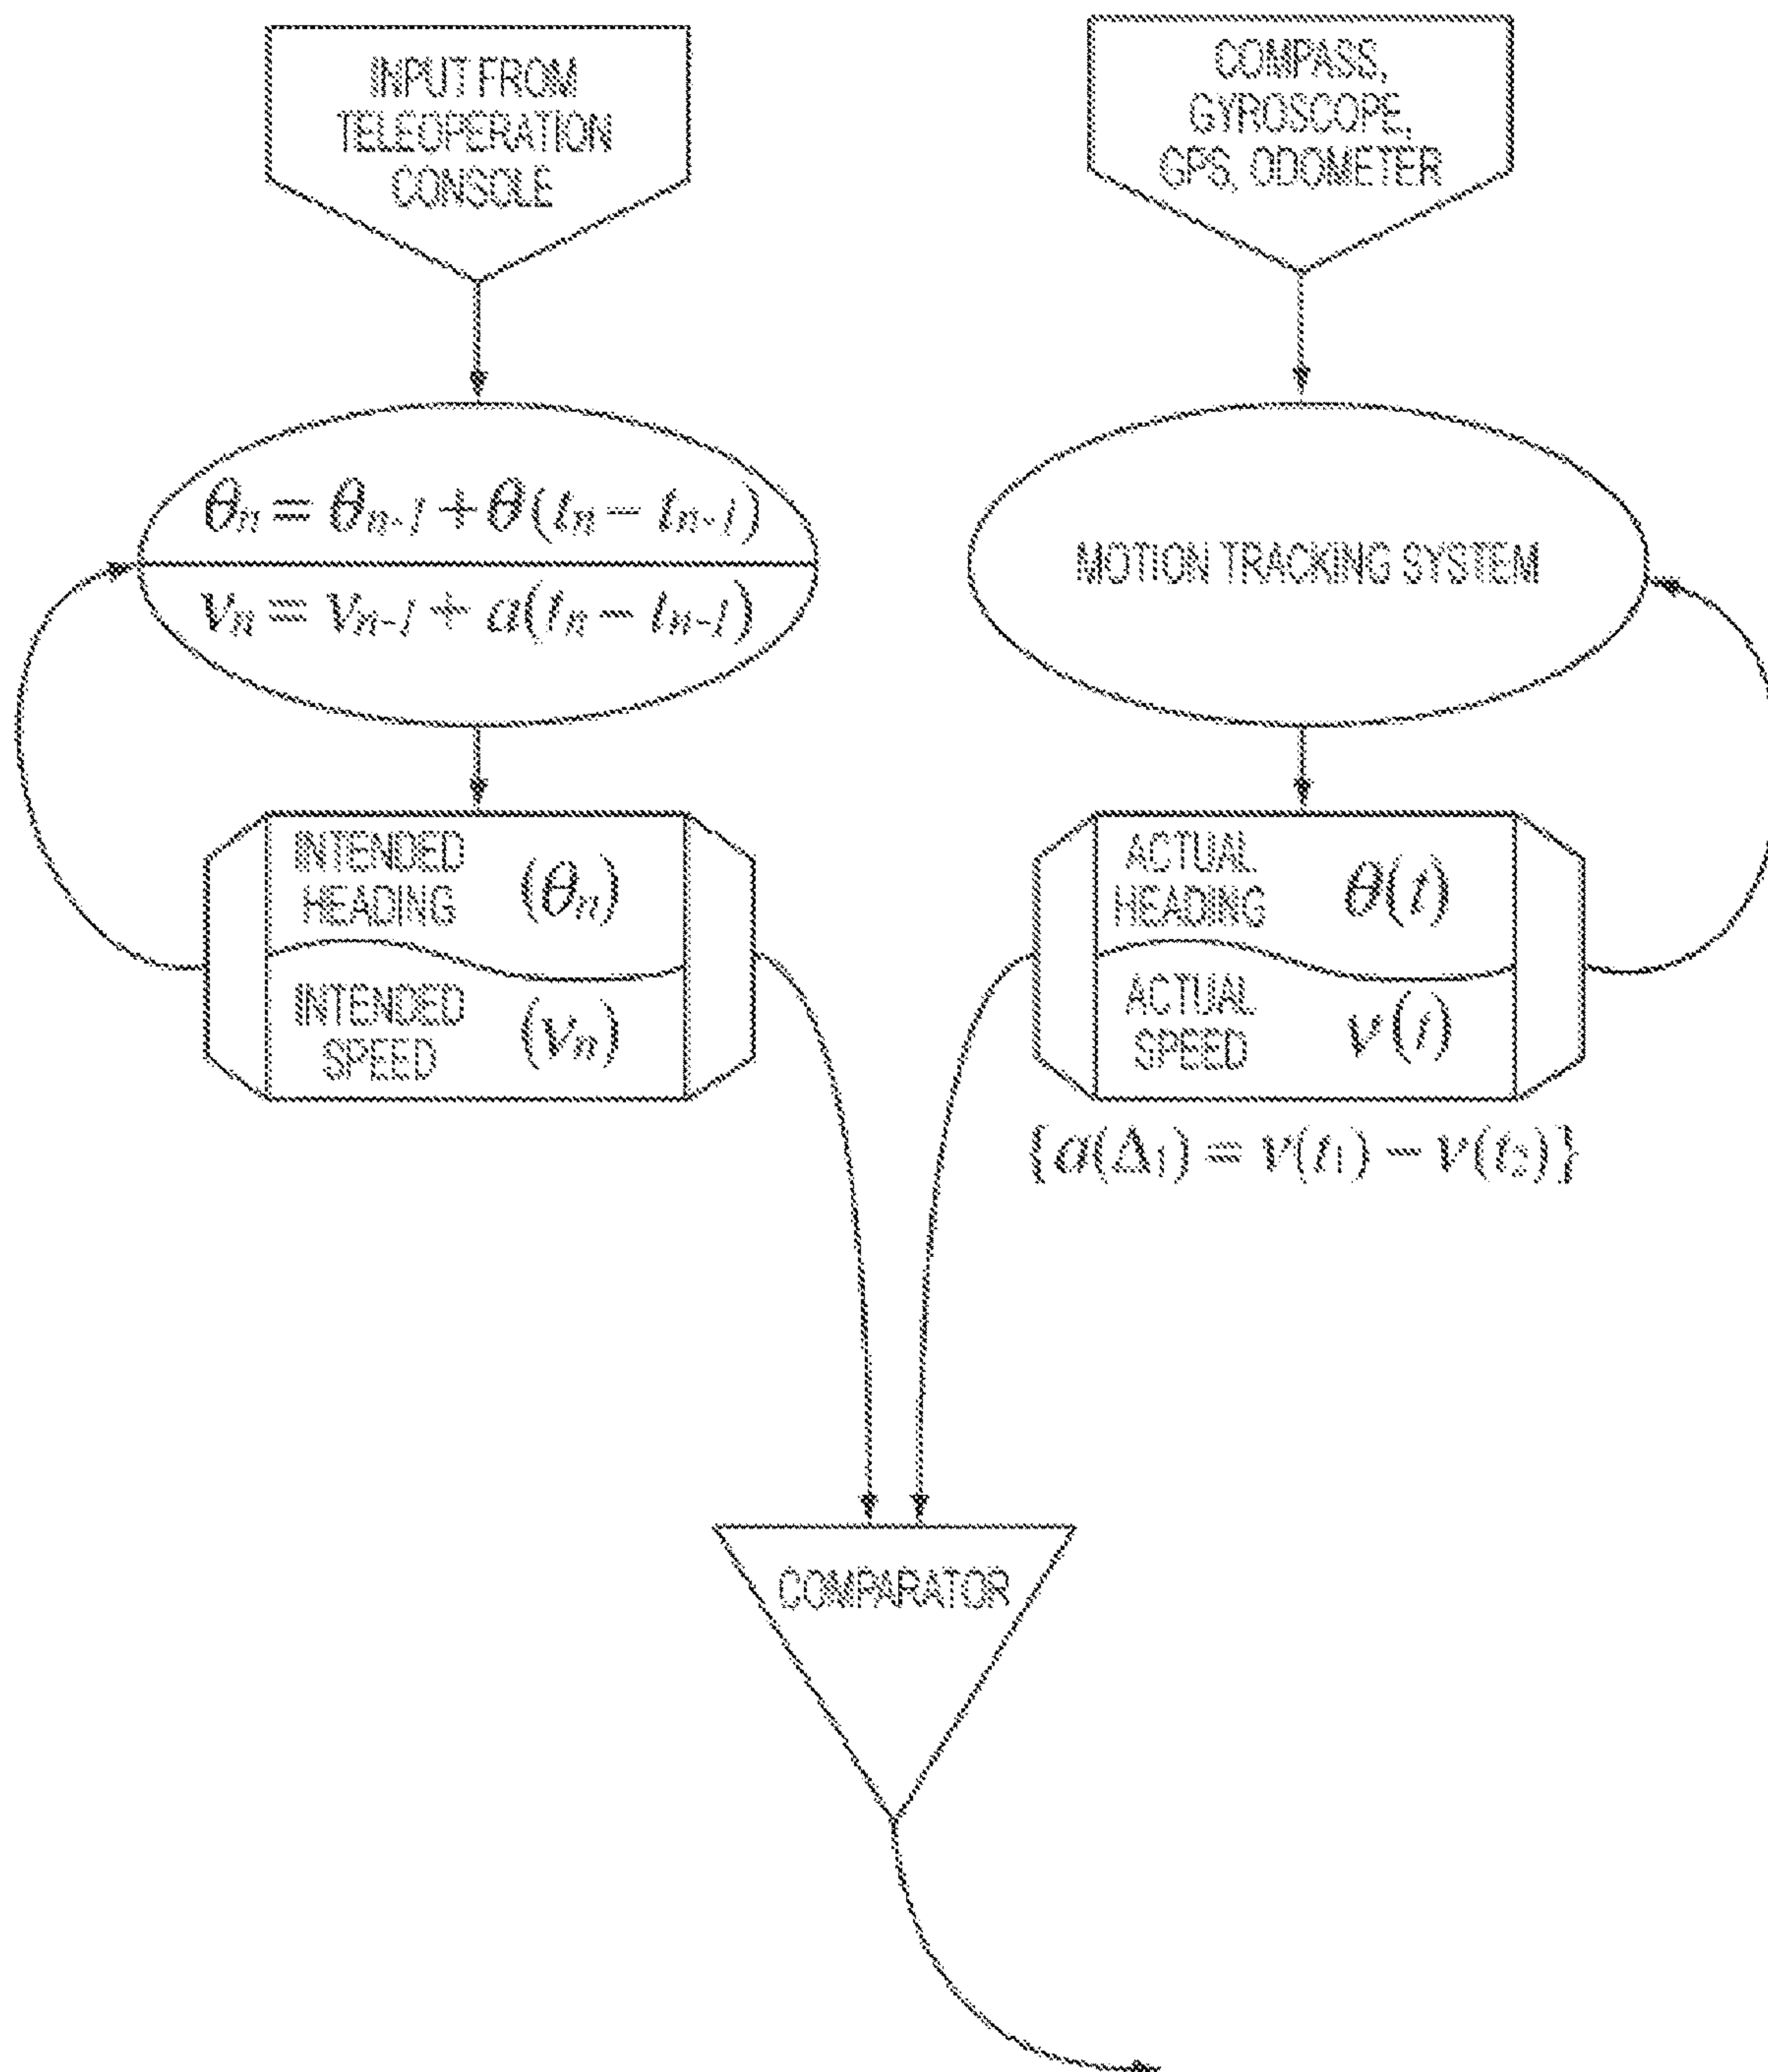 INPUT FROM
TELEOPERATION
CONSOLE
COMPASS,
GYROSCOPE,
GPS, ODOMETER
θn = θn-1 + θ(tn − tn-1)
vn = vn-1 + a(tn − tn-1)
MOTION TRACKING SYSTEM
INTENDED
HEADING (θn)
INTENDED
SPEED (vn)
ACTUAL
HEADING θ(t)
ACTUAL
SPEED v(t)
{a(Δ1) = v(t1) − v(t2)}
COMPARATOR